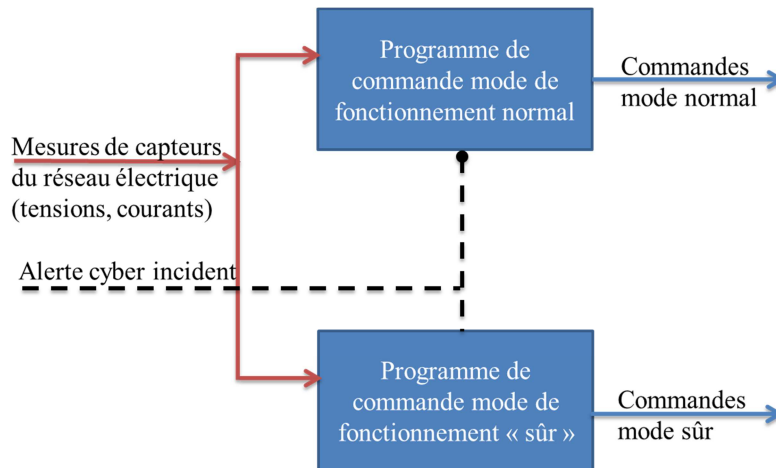 Programme de
commande mode de
fonctionnement normal
Commandes
mode normal
Mesures de capteurs
du réseau électrique
(tensions, courants)
Alerte cyber incident
Programme de
commande mode de
fonctionnement « sûr »
Commandes
mode sûr